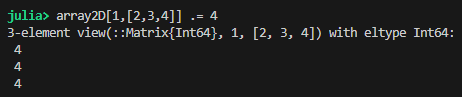 julia> array2D[1,[2,3,4]] .= 4
3-element view(::Matrix{Int64}, 1, [2, 3, 4]) with eltype Int64:
 4
 4
 4